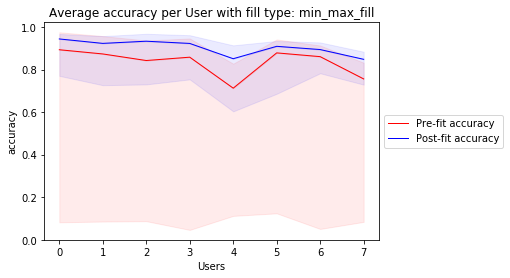 Average accuracy per User with fill type: min_max_fill
1.0
0.8
0.6
0.4
0.2
0.0
accuracy
0 1 2 3 4 5 6 7
Users
Pre-fit accuracy
Post-fit accuracy